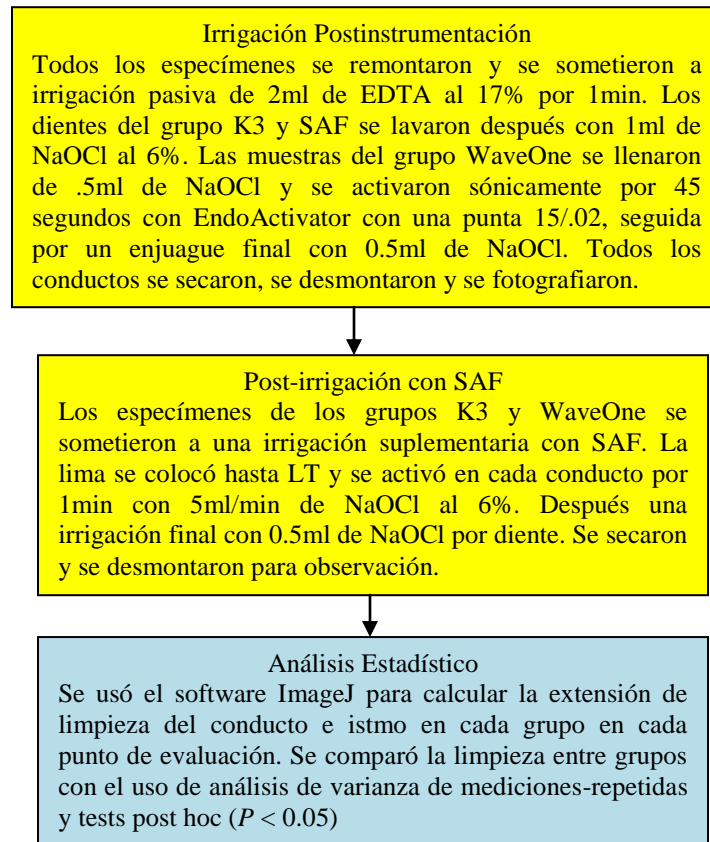 Irrigación Postinstrumentación
Todos los especímenes se remontaron y se sometieron a
irrigación pasiva de 2ml de EDTA al 17% por 1min. Los
dientes del grupo K3 y SAF se lavaron después con 1ml de
NaOCl al 6%. Las muestras del grupo WaveOne se llenaron
de .5ml de NaOCl y se activaron sónicamente por 45
segundos con EndoActivator con una punta 15/.02, seguida
por un enjuague final con 0.5ml de NaOCl. Todos los
conductos se secaron, se desmontaron y se fotografiaron.
Post-irrigación con SAF
Los especímenes de los grupos K3 y WaveOne se
sometieron a una irrigación suplementaria con SAF. La
lima se colocó hasta LT y se activó en cada conducto por
1min con 5ml/min de NaOCl al 6%. Después una
irrigación final con 0.5ml de NaOCl por diente. Se secaron
y se desmontaron para observación.
Análisis Estadístico
Se usó el software ImageJ para calcular la extensión de
limpieza del conducto e istmo en cada grupo en cada
punto de evaluación. Se comparó la limpieza entre grupos
con el uso de análisis de varianza de mediciones-repetidas
y tests post hoc (P < 0.05)